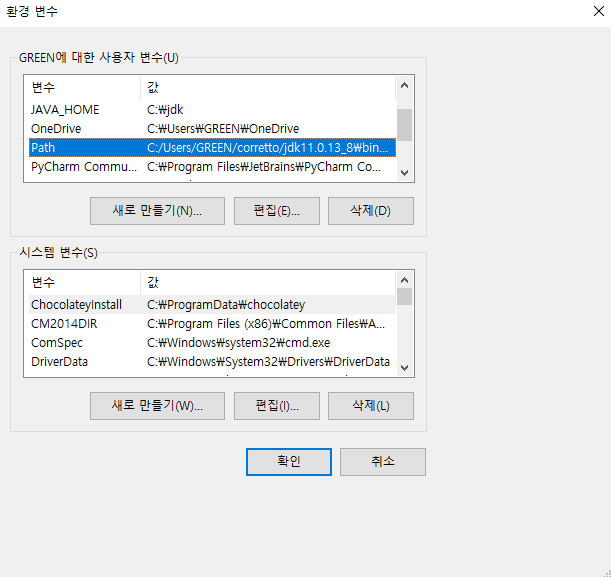 환경 변수
GREEN에 대한 사용자 변수(U)
변수 값
JAVA_HOME C:₩jdk
OneDrive C:₩Users₩GREEN₩OneDrive
Path C:/Users/GREEN/corretto/jdk11.0.13_8₩bin...
PyCharm Commu... C:₩Program Files₩JetBrains₩PyCharm Co...
새로 만들기(N)... 편집(E)... 삭제(D)
시스템 변수(S)
변수 값
ChocolateyInstall C:₩ProgramData₩chocolatey
CM2014DIR C:₩Program Files (x86)₩Common Files₩A...
ComSpec C:₩Windows₩system32₩cmd.exe
DriverData C:₩Windows₩System32₩Drivers₩DriverData
새로 만들기(W)... 편집(I)... 삭제(L)
확인 취소